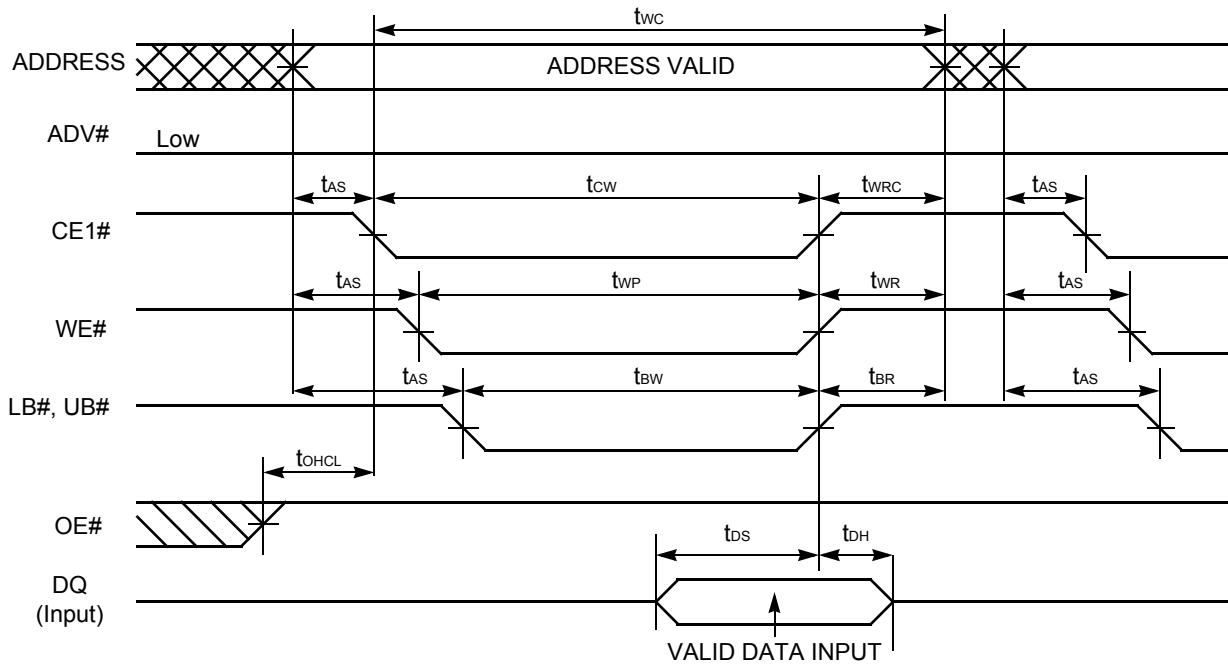 tWC
ADDRESS
ADDRESS VALID
ADV#
Low
tAS
tCW
tWRC
tAS
CE1#
tAS
tWP
tWR
tAS
WE#
tAS
tBW
tBR
tAS
LB#, UB#
tOHCL
OE#
tDS
tDH
DQ
(Input)
VALID DATA INPUT